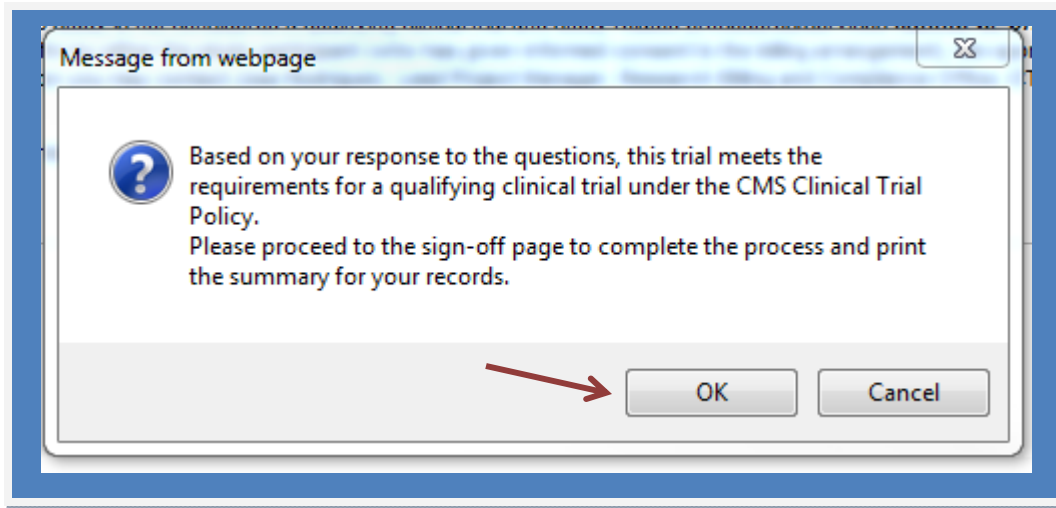 Message from webpage
Based on your response to the questions, this trial meets the
requirements for a qualifying clinical trial under the CMS Clinical Trial
Policy.
Please proceed to the sign-off page to complete the process and print
the summary for your records.
OK
Cancel